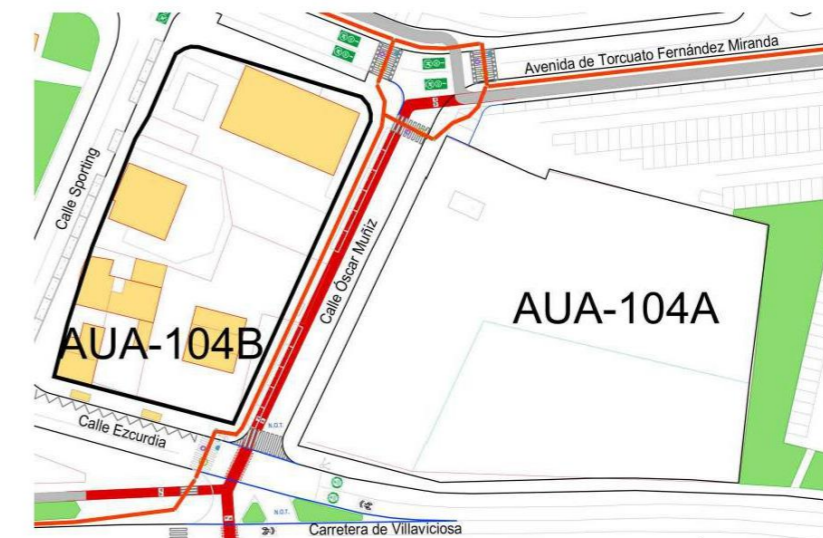 Avenida de Torcuato Fernández Miranda
Calle Sporting
Calle Óscar Muñiz
AUA-104A
AUA-104B
Calle Ezcurdia
N.O.T.
N.O.T.
Carretera de Villaviciosa